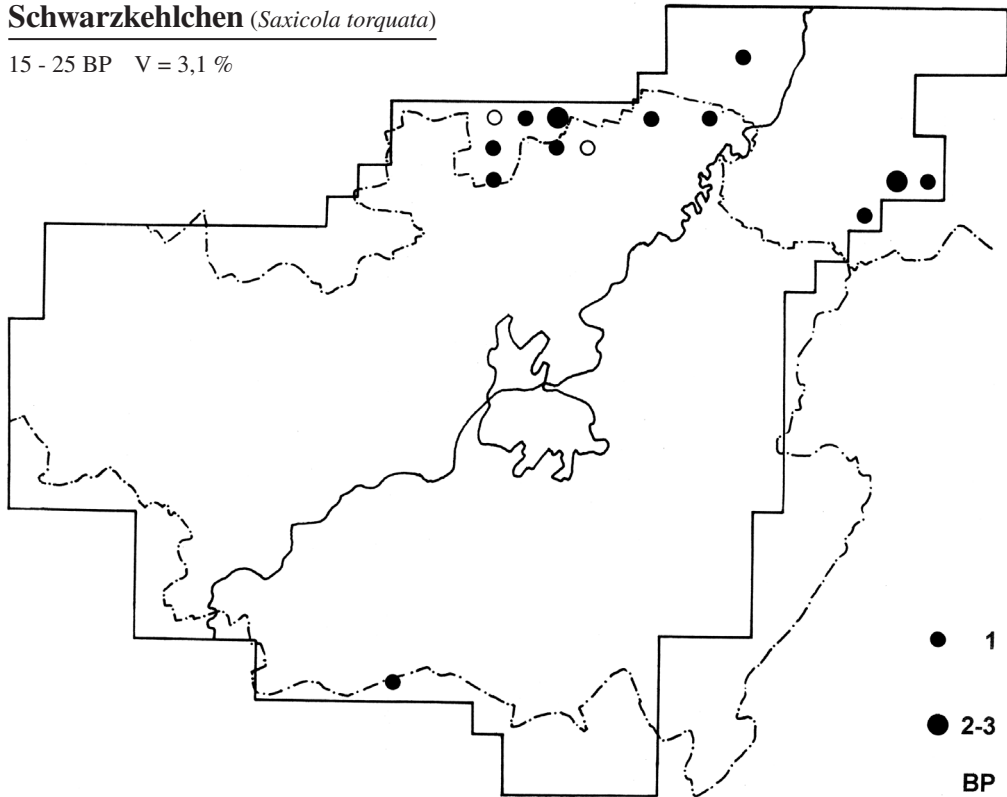 Schwarzkehlchen (Saxicola torquata)
15 - 25 BP V = 3,1 %
1
2-3
BP